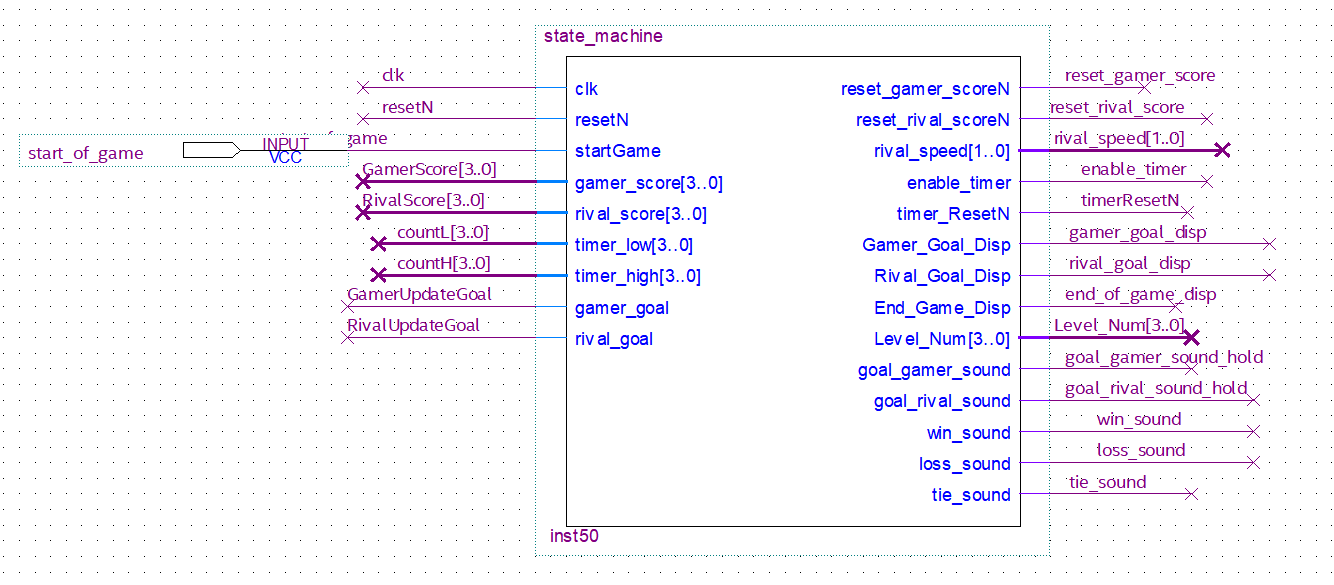 state_machine
clk
clk
reset_gamer_scoreN
reset_gamer_score
resetN
resetN
reset_rival_scoreN
reset_rival_score
start_of_game
INPUT
VCC
game
startGame
rival_speed[1..0]
rival_speed[1..0]
GamerScore[3..0]
gamer_score[3..0]
enable_timer
enable_timer
RivalScore[3..0]
rival_score[3..0]
timer_ResetN
timerResetN
countL[3..0]
timer_low[3..0]
Gamer_Goal_Disp
gamer_goal_disp
countH[3..0]
timer_high[3..0]
Rival_Goal_Disp
rival_goal_disp
GamerUpdateGoal
gamer_goal
End_Game_Disp
end_of_game_disp
RivalUpdateGoal
rival_goal
Level_Num[3..0]
Level_Num[3..0]
goal_gamer_sound
goal_gamer_sound_hold
goal_rival_sound
goal_rival_sound_hold
win_sound
win_sound
loss_sound
loss_sound
tie_sound
tie_sound
inst50